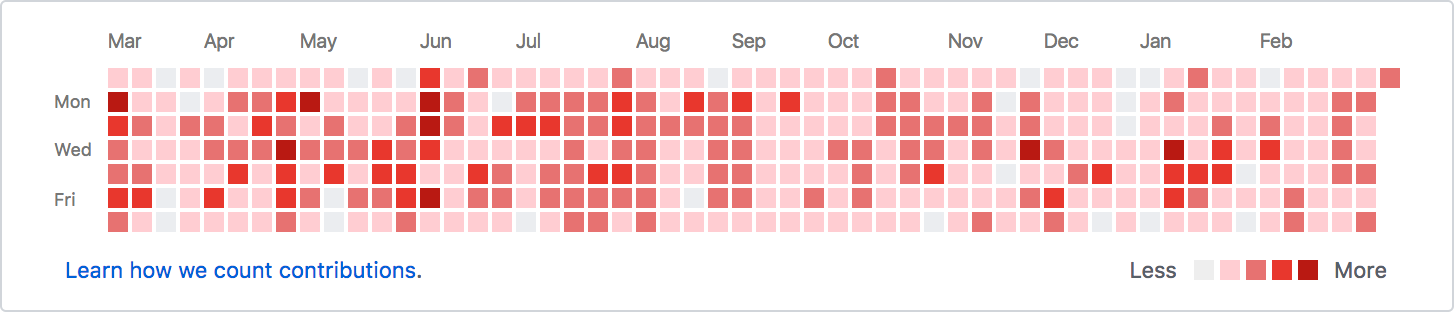 Mar Apr May Jun Jul Aug Sep Oct Nov Dec Jan Feb
Mon
Wed
Fri
Learn how we count contributions. Less More